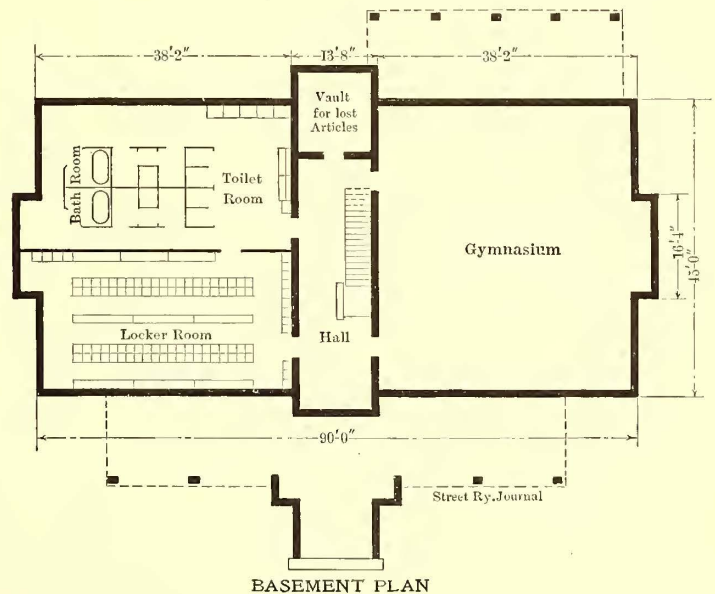 38'-2"
13'-8"
38'-2"
Vault
for lost
Articles
Bath Room
Toilet
Room
Gymnasium
16'-4"
45'-0"
Locker Room
Hall
90'-0"
Street Ry. Journal
BASEMENT PLAN